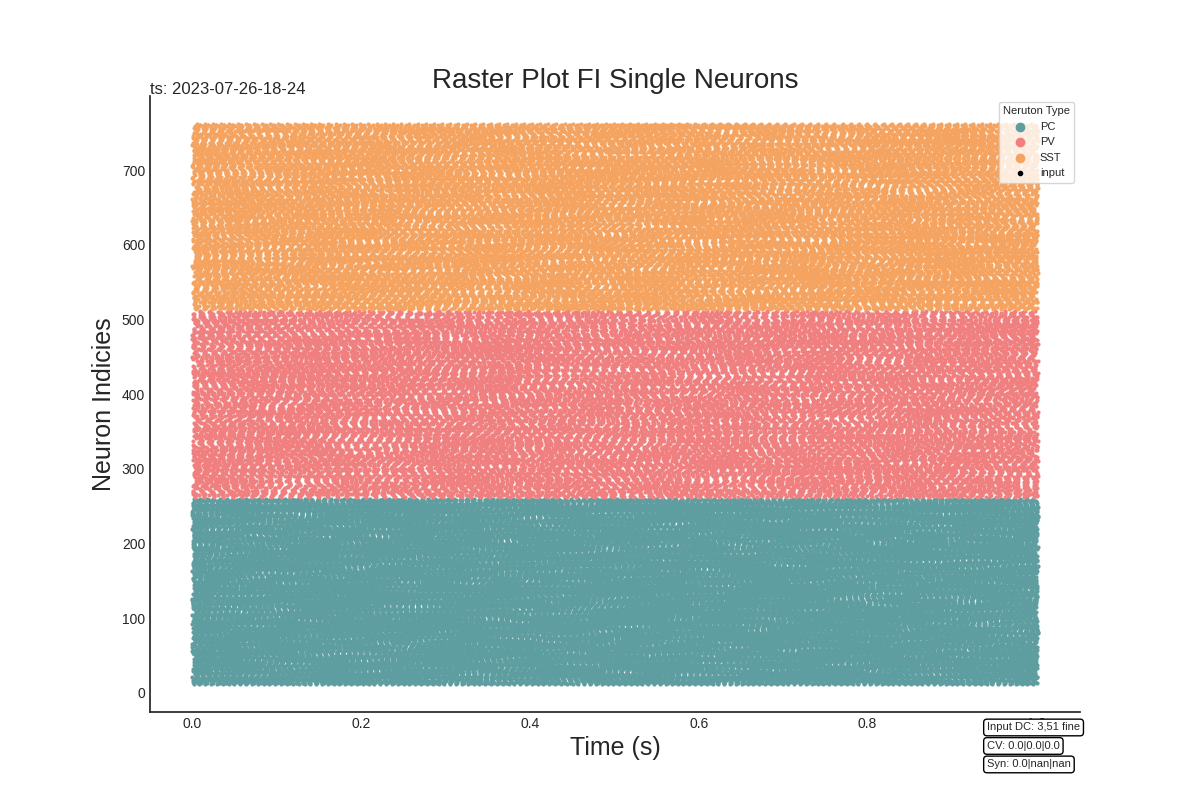 Raster Plot FI Single Neurons
ts: 2023-07-26-18-24
Neruton Type
PC
PV
SST
input
Neuron Indicies
700
600
500
400
300
200
100
0
0.0
0.2
0.4
0.6
0.8
Time (s)
Input DC: 3,51 fine
CV: 0.0|0.0|0.0
Syn: 0.0|nan|nan